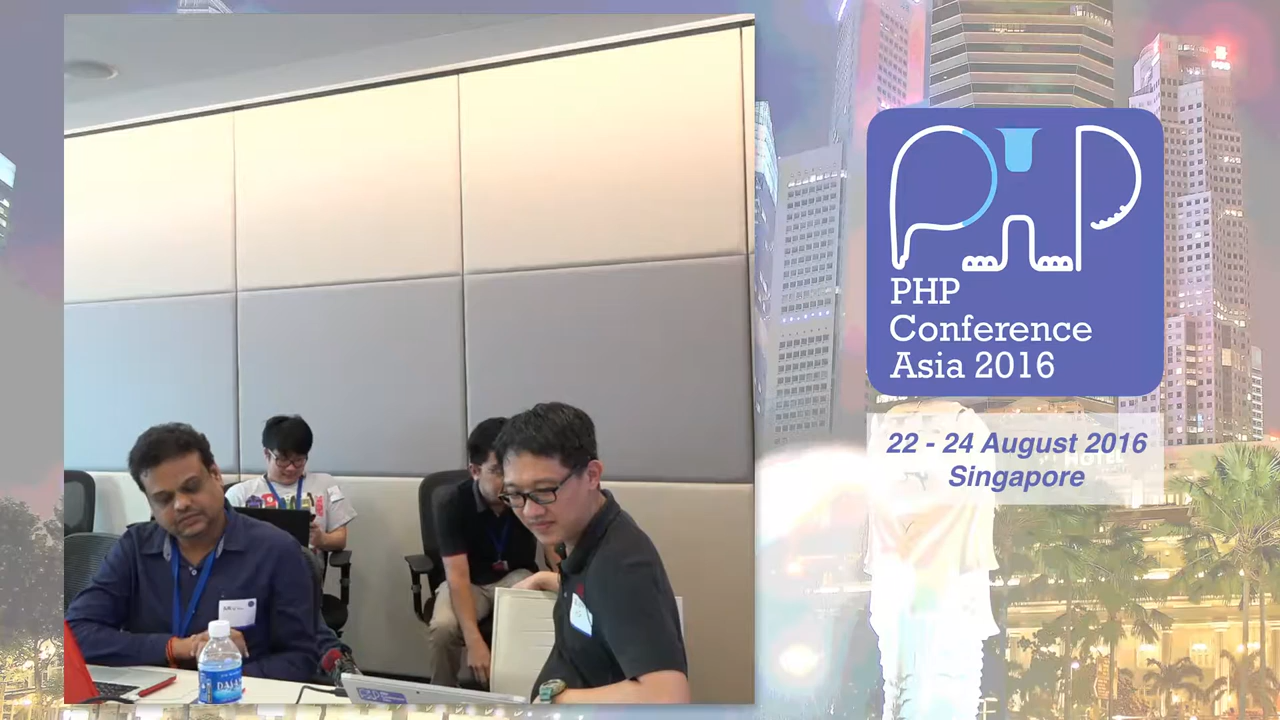 PHP
Conference
Asia 2016
22 - 24 August 2016
Singapore